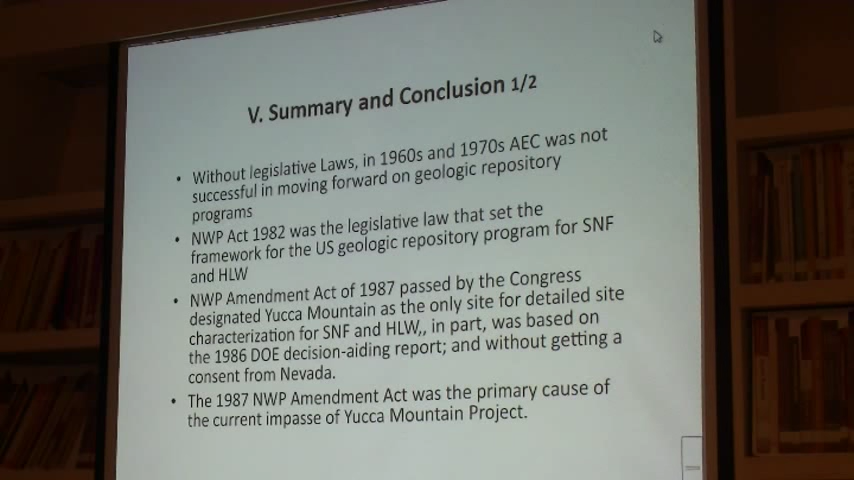 V. Summary and Conclusion 1/2
• Without legislative Laws, in 1960s and 1970s AEC was not
successful in moving forward on geologic repository
programs
• NWP Act 1982 was the legislative law that set the
framework for the US geologic repository program for SNF
and HLW
• NWP Amendment Act of 1987 passed by the Congress
designated Yucca Mountain as the only site for detailed site
characterization for SNF and HLW,, in part, was based on
the 1986 DOE decision-aiding report; and without getting a
consent from Nevada.
• The 1987 NWP Amendment Act was the primary cause of
the current impasse of Yucca Mountain Project.